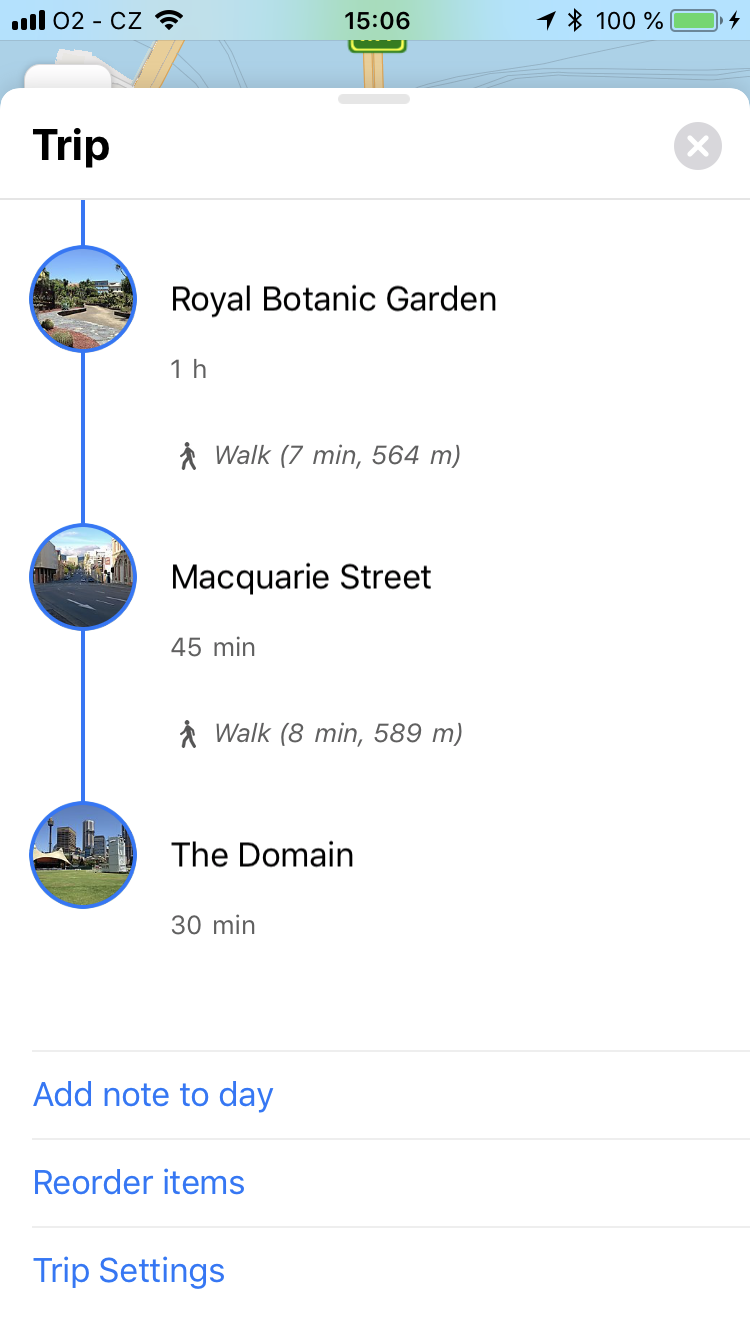 O2 - CZ 15:06 100 %
Trip
Royal Botanic Garden
1 h
Walk (7 min, 564 m)
Macquarie Street
45 min
Walk (8 min, 589 m)
The Domain
30 min
Add note to day
Reorder items
Trip Settings